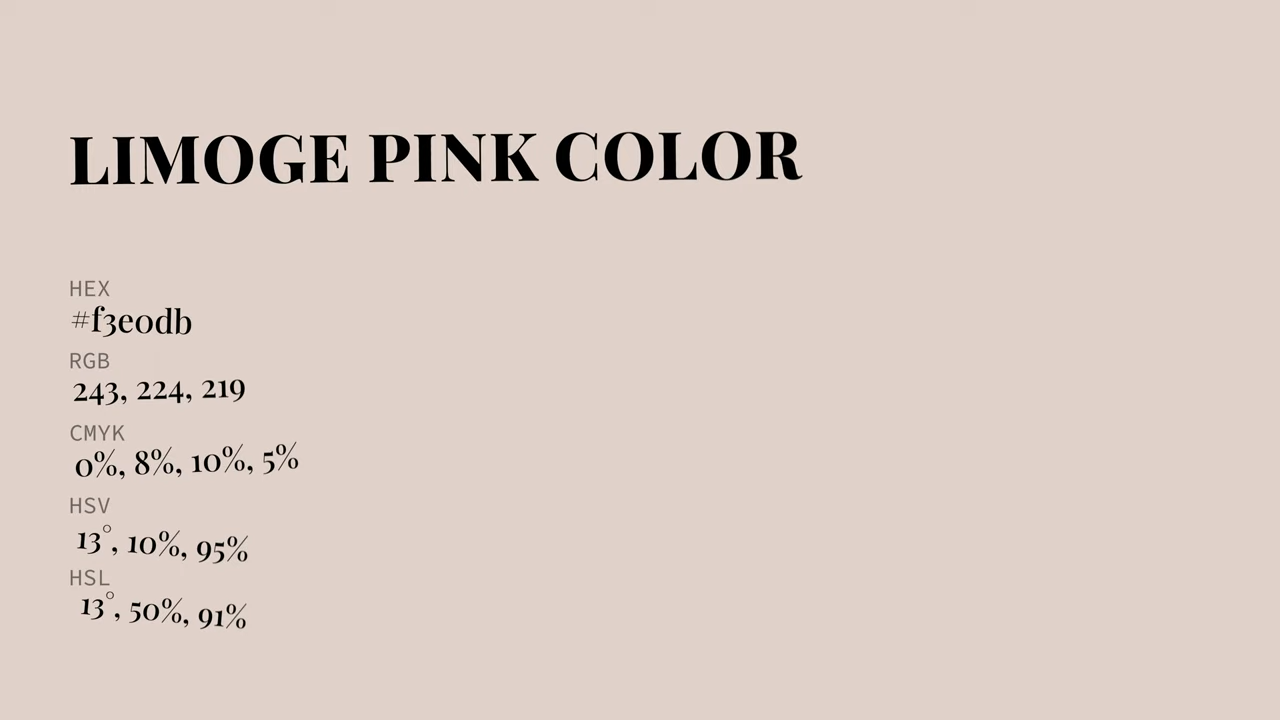 LIMOGE PINK COLOR
HEX
#f3e0db
RGB
243, 224, 219
CMYK
0%, 8%, 10%, 5%
HSV
13°, 10%, 95%
HSL
13°, 50%, 91%